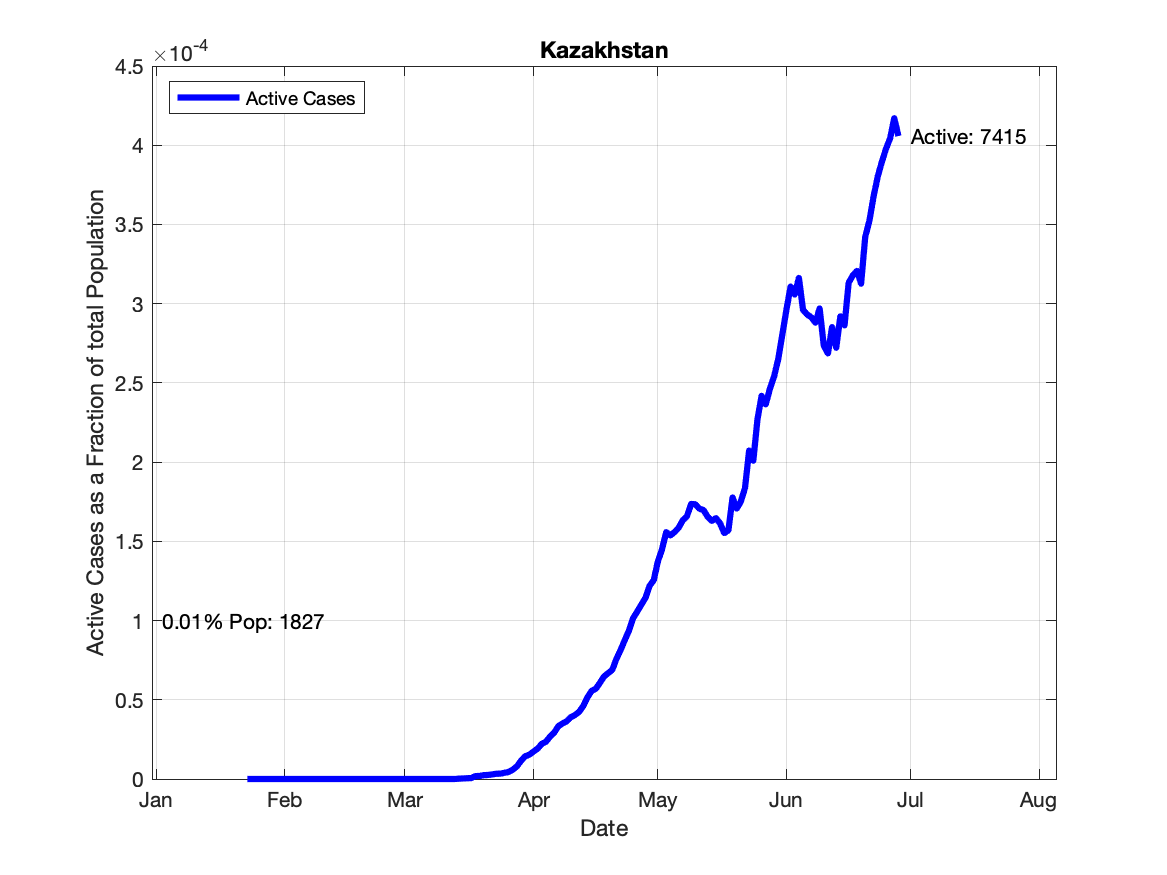 Kazakhstan
×10-4
Active Cases
4.5
4
3.5
3
2.5
2
1.5
1
0.5
0
Active: 7415
0.01% Pop: 1827
Active Cases as a Fraction of total Population
Jan Feb Mar Apr May Jun Jul Aug
Date